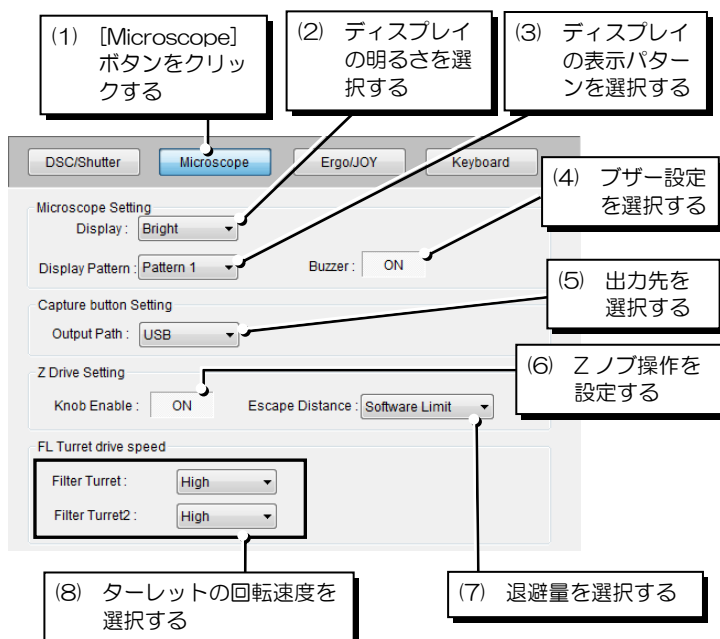 (1) [Microscope]
ボタンをクリッ
クする
(2) ディスプレイ
の明るさを選
択する
(3) ディスプレイ
の表示パター
ンを選択する
DSC/Shutter Microscope Ergo/JOY Keyboard
(4) ブザー設定
を選択する
Microscope Setting
Display : Bright
Display Pattern : Pattern 1 Buzzer : ON
(5) 出力先を
選択する
Capture button Setting
Output Path : USB
(6) Z ノブ操作を
設定する
Z Drive Setting
Knob Enable : ON Escape Distance : Software Limit
FL Turret drive speed
Filter Turret : High
Filter Turret2 : High
(8) ターレットの回転速度を
選択する
(7) 退避量を選択する